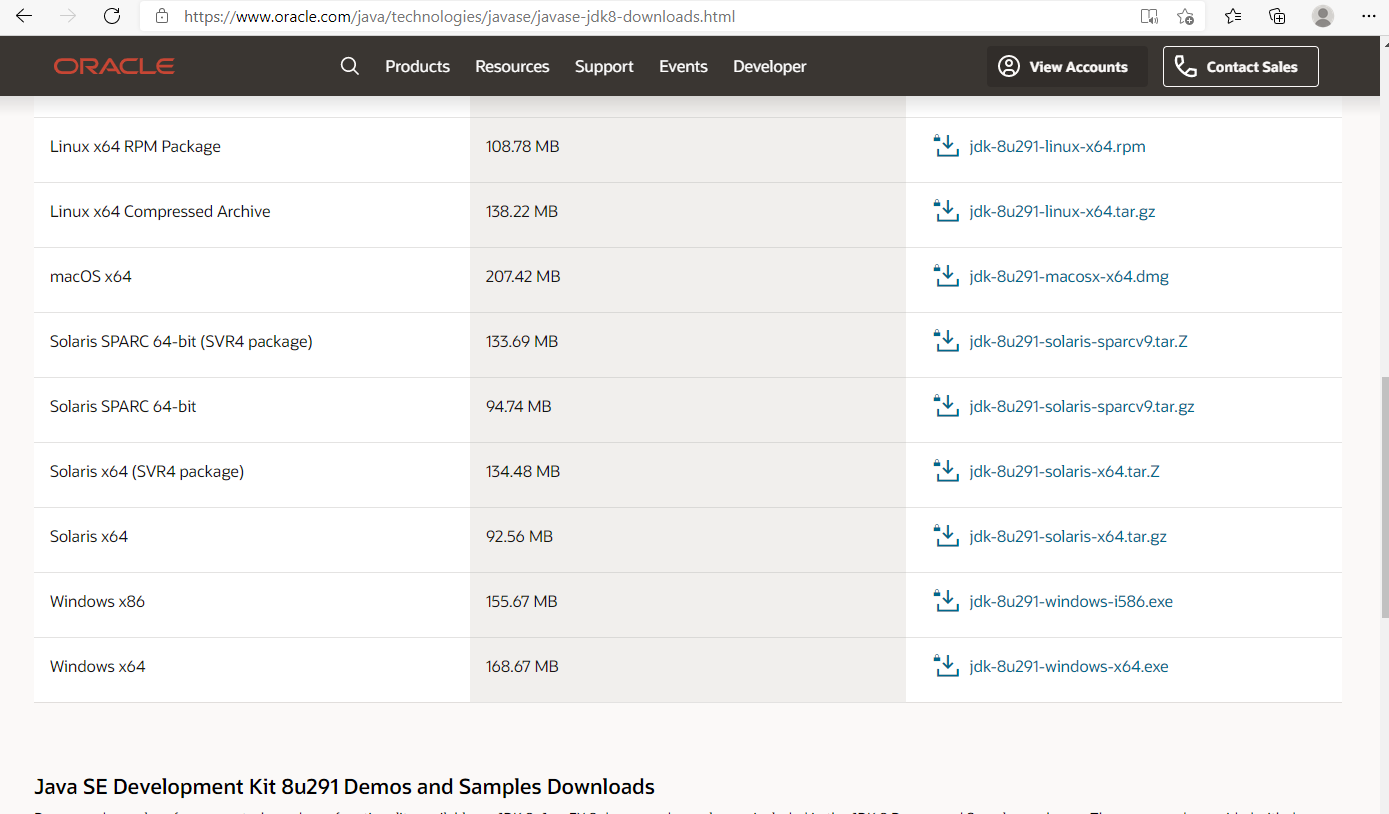 https://www.oracle.com/java/technologies/javase/javase-jdk8-downloads.html
ORACLE Products Resources Support Events Developer View Accounts Contact Sales
Linux x64 RPM Package 108.78 MB jdk-8u291-linux-x64.rpm
Linux x64 Compressed Archive 138.22 MB jdk-8u291-linux-x64.tar.gz
macOS x64 207.42 MB jdk-8u291-macosx-x64.dmg
Solaris SPARC 64-bit (SVR4 package) 133.69 MB jdk-8u291-solaris-sparcv9.tar.Z
Solaris SPARC 64-bit 94.74 MB jdk-8u291-solaris-sparcv9.tar.gz
Solaris x64 (SVR4 package) 134.48 MB jdk-8u291-solaris-x64.tar.Z
Solaris x64 92.56 MB jdk-8u291-solaris-x64.tar.gz
Windows x86 155.67 MB jdk-8u291-windows-i586.exe
Windows x64 168.67 MB jdk-8u291-windows-x64.exe
Java SE Development Kit 8u291 Demos and Samples Downloads